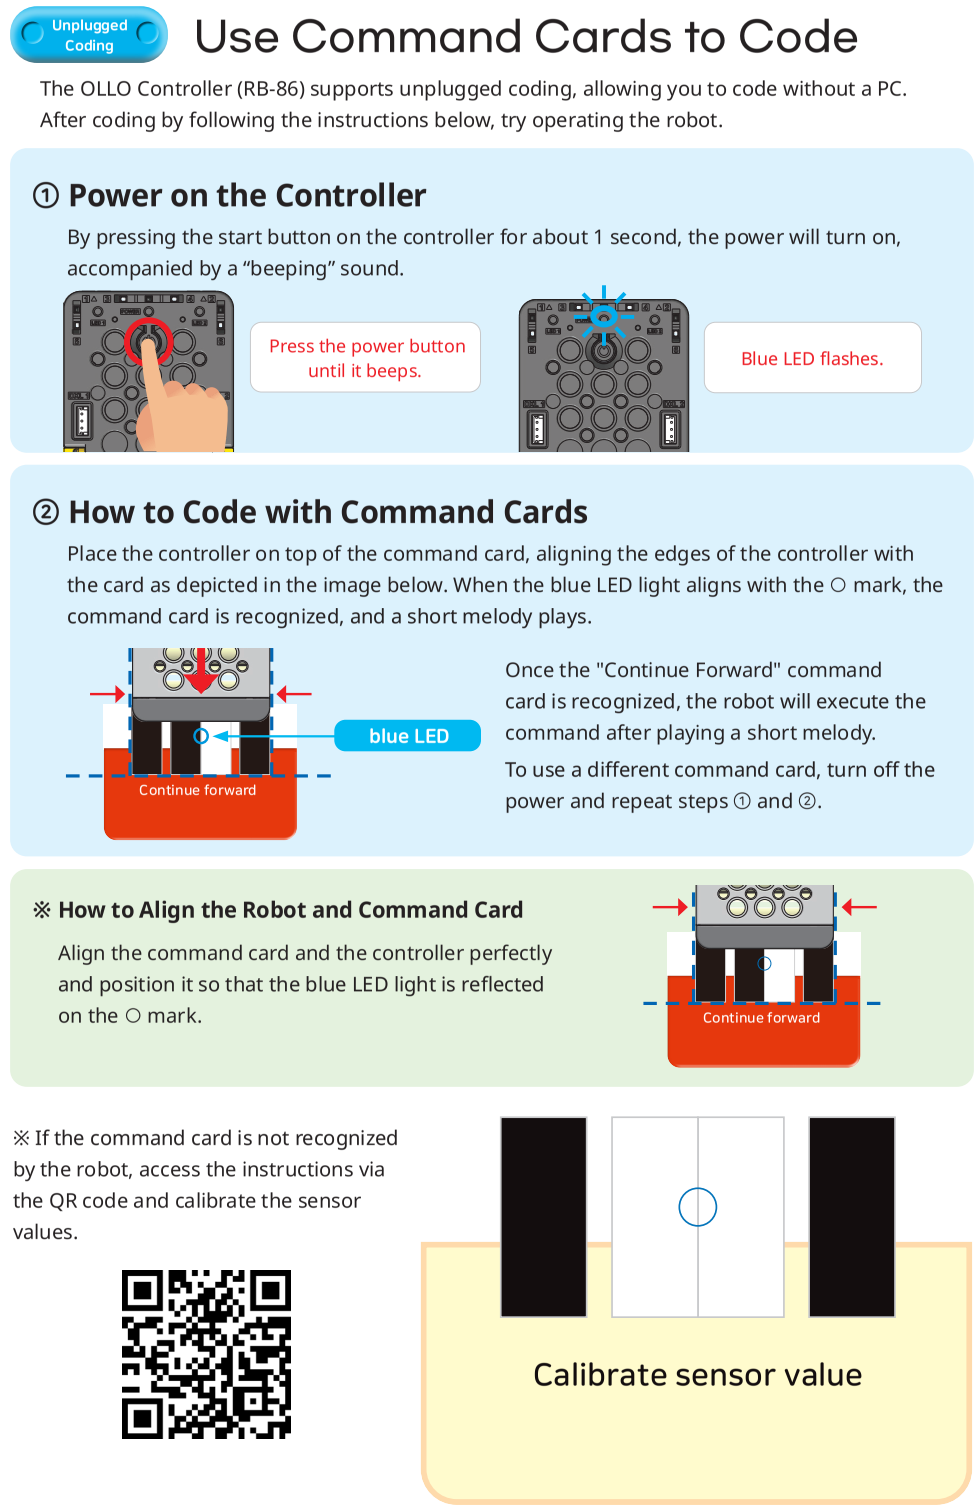 Unplugged
Coding
Use Command Cards to Code
The OLLO Controller (RB-86) supports unplugged coding, allowing you to code without a PC.
After coding by following the instructions below, try operating the robot.
① Power on the Controller
By pressing the start button on the controller for about 1 second, the power will turn on,
accompanied by a “beeping” sound.
Press the power button
until it beeps.
Blue LED flashes.
② How to Code with Command Cards
Place the controller on top of the command card, aligning the edges of the controller with
the card as depicted in the image below. When the blue LED light aligns with the ○ mark, the
command card is recognized, and a short melody plays.
blue LED
Continue forward
Once the "Continue Forward" command
card is recognized, the robot will execute the
command after playing a short melody.
To use a different command card, turn off the
power and repeat steps ① and ②.
※ How to Align the Robot and Command Card
Align the command card and the controller perfectly
and position it so that the blue LED light is reflected
on the ○ mark.
Continue forward
※ If the command card is not recognized
by the robot, access the instructions via
the QR code and calibrate the sensor
values.
Calibrate sensor value